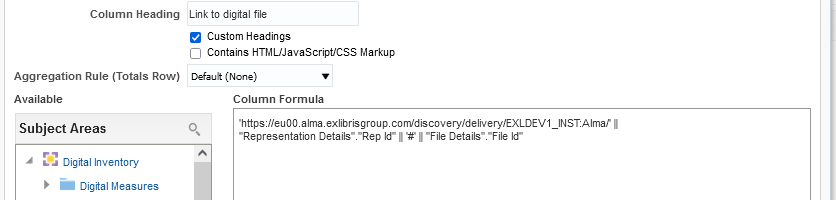 Column Heading Link to digital file
Custom Headings
Contains HTML/JavaScript/CSS Markup
Aggregation Rule (Totals Row) Default (None)
Available Column Formula
Subject Areas
'https://eu00.alma.exlibrisgroup.com/discovery/delivery/EXLDEV1_INST:Alma/' ||
"Representation Details"."Rep Id" || '#' || "File Details"."File Id"
Digital Inventory
Digital Measures